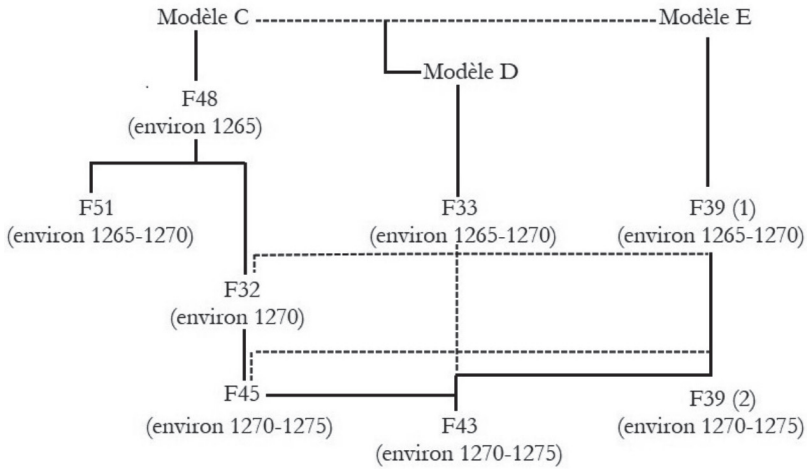 Modèle C
Modèle E
Modèle D
F48
(environ 1265)
F51
(environ 1265-1270)
F33
(environ 1265-1270)
F39 (1)
(environ 1265-1270)
F32
(environ 1270)
F45
(environ 1270-1275)
F43
(environ 1270-1275)
F39 (2)
(environ 1270-1275)